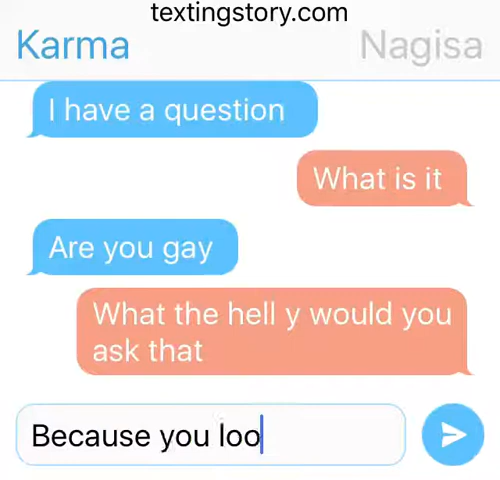 textingstory.com
Karma
Nagisa
I have a question
What is it
Are you gay
What the hell y would you
ask that
Because you loo